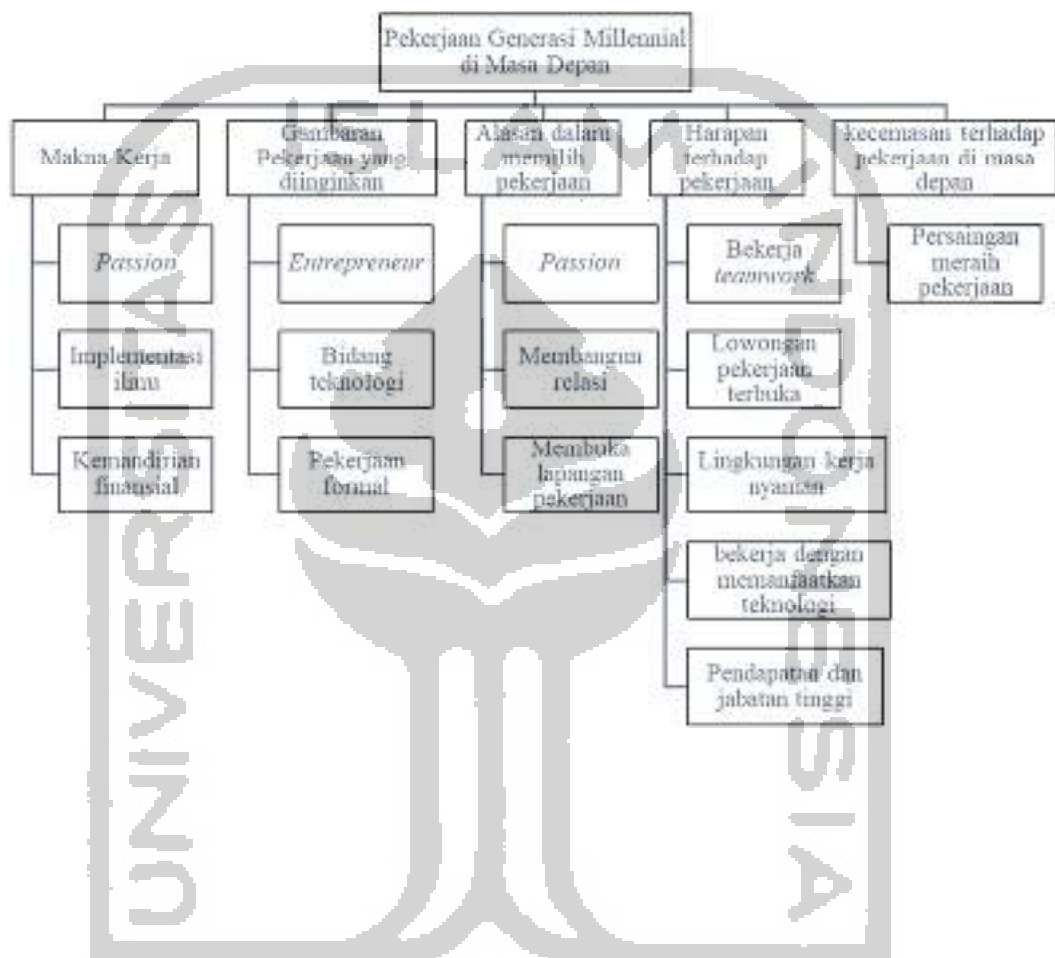 Pekerjaan Generasi Millennial
di Masa Depan
Makna Kerja
Gambaran
Pekerjaan yang
diinginkan
Alasan dalam
memilih
pekerjaan
Harapan
terhadap
pekerjaan
kecemasan terhadap
pekerjaan di masa
depan
Passion
Implementasi
ilmu
Kemandirian
finansial
Entrepreneur
Bidang
teknologi
Pekerjaan
formal
Passion
Membangun
relasi
Membuka
lapangan
pekerjaan
Bekerja
teamwork
Lowongan
pekerjaan
terbuka
Lingkungan kerja
nyaman
bekerja dengan
memanfaatkan
teknologi
Pendapatan dan
jabatan tinggi
Persaingan
meraih
pekerjaan
UNIVERSITAS
ISLAM
INDONESIA